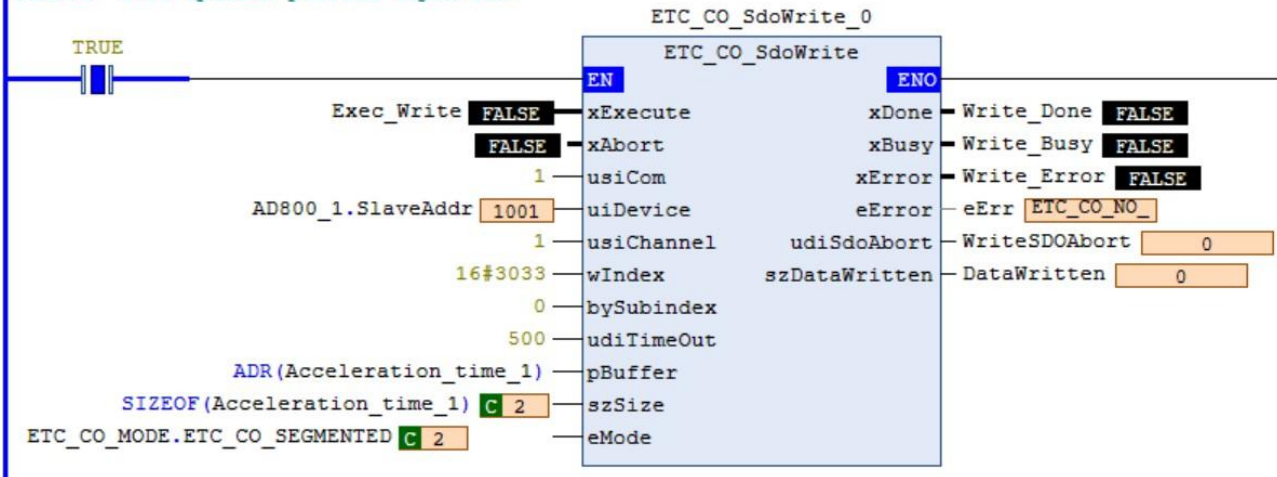 ETC_CO_SdoWrite_0
TRUE
ETC_CO_SdoWrite
EN ENO
Exec_Write FALSE xExecute xDone Write_Done FALSE
FALSE xAbort xBusy Write_Busy FALSE
1 usiCom xError Write_Error FALSE
AD800_1.SlaveAddr 1001 uiDevice eError eErr ETC_CO_NO_
1 usiChannel udiSdoAbort WriteSDOAbort 0
16#3033 wIndex szDataWritten DataWritten 0
0 bySubindex
500 udiTimeOut
ADR(Acceleration_time_1) pBuffer
SIZEOF(Acceleration_time_1) C 2 szSize
ETC_CO_MODE.ETC_CO_SEGMENTED C 2 eMode